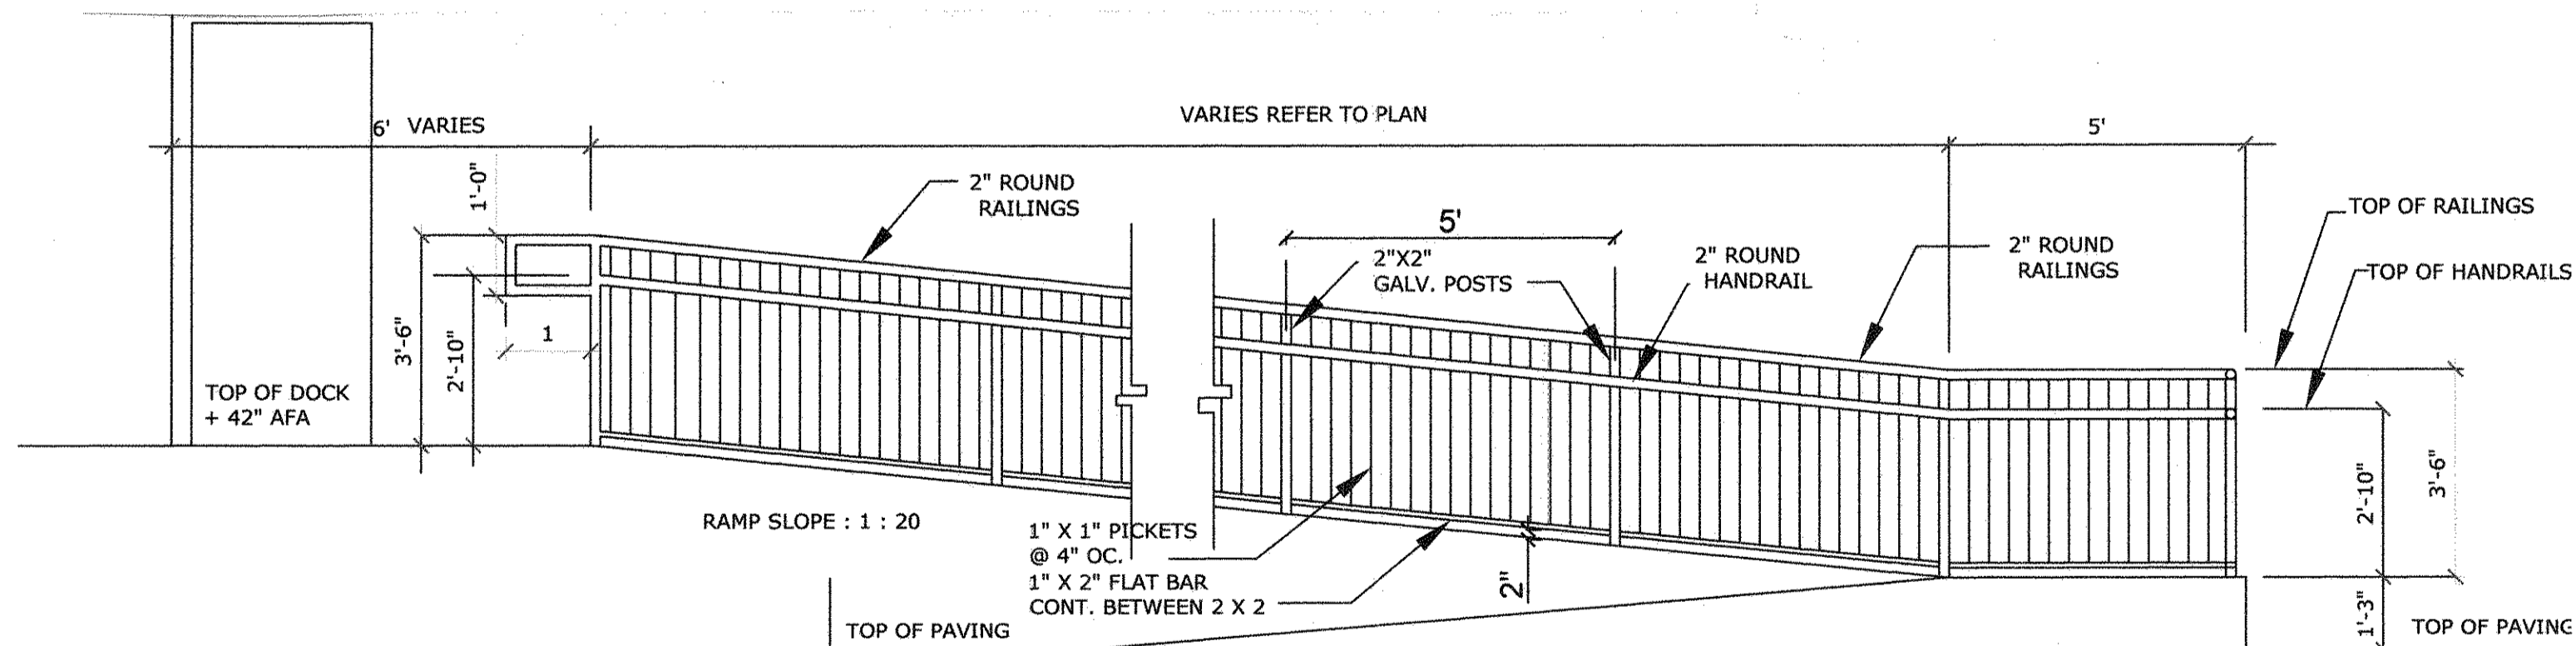 VARIES REFER TO PLAN
6' VARIES
5'
1'-0"
2" ROUND
RAILINGS
5'
TOP OF RAILINGS
2"X2"
GALV. POSTS
2" ROUND
HANDRAIL
2" ROUND
RAILINGS
TOP OF HANDRAILS
3'-6"
2'-10"
1
TOP OF DOCK
+ 42" AFA
RAMP SLOPE : 1 : 20
1" X 1" PICKETS
@ 4" OC.
1" X 2" FLAT BAR
CONT. BETWEEN 2 X 2
2"
2'-10"
3'-6"
1'-3"
TOP OF PAVING
TOP OF PAVING